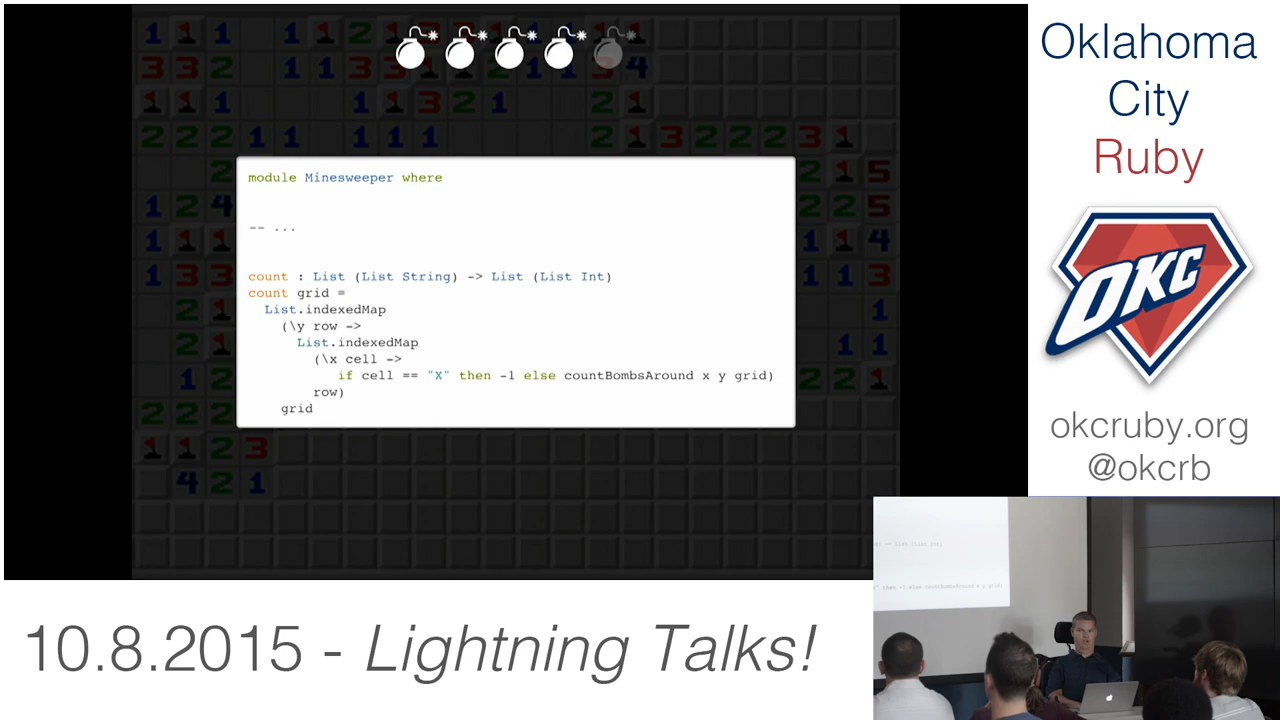 module Minesweeper where
-- ...
count : List (List String) -> List (List Int)
count grid =
List.indexedMap
(\y row ->
List.indexedMap
(\x cell ->
if cell == "X" then -1 else countBombsAround x y grid)
row)
grid
Oklahoma
City
Ruby
OKC
okcruby.org
@okcrb
10.8.2015 - Lightning Talks!